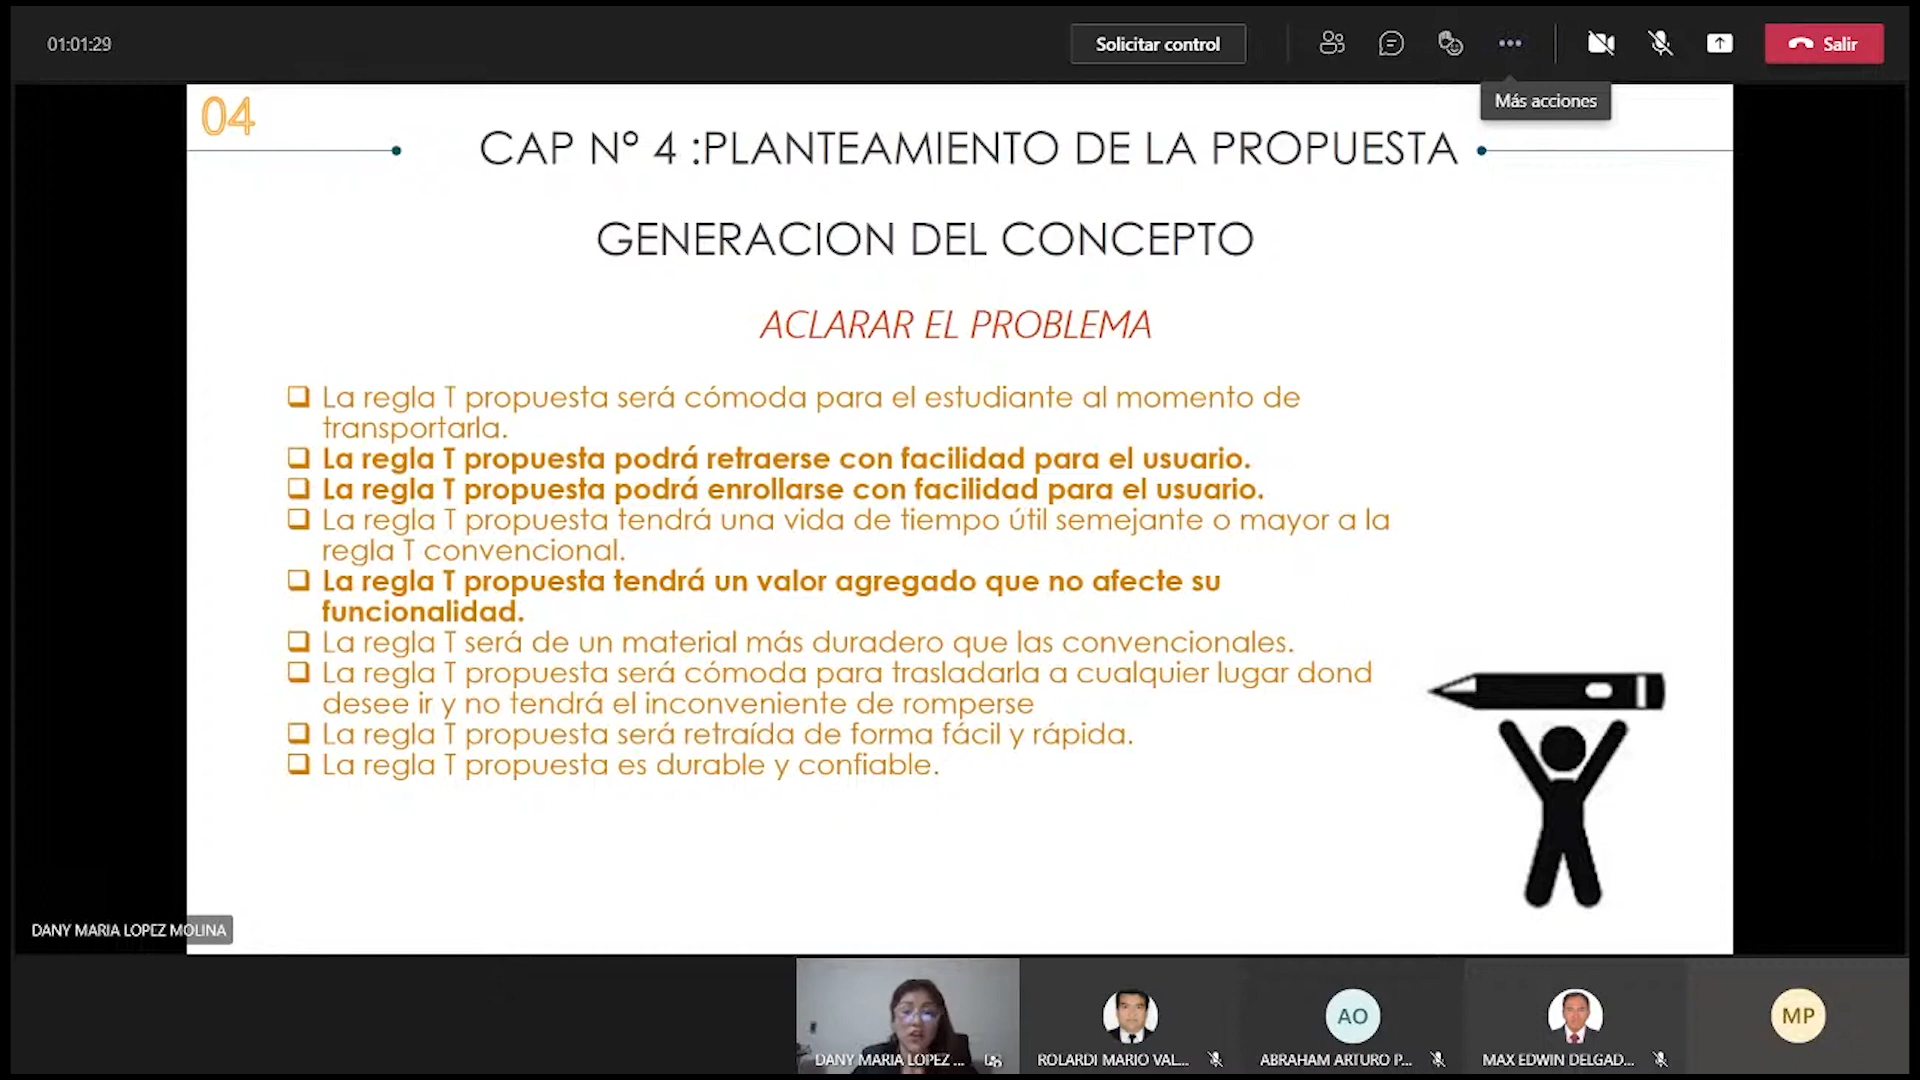 01:01:29
Solicitar control
Salir
Más acciones
04
CAP Nº 4 :PLANTEAMIENTO DE LA PROPUESTA
GENERACION DEL CONCEPTO
ACLARAR EL PROBLEMA
La regla T propuesta será cómoda para el estudiante al momento de
transportarla.
La regla T propuesta podrá retraerse con facilidad para el usuario.
La regla T propuesta podrá enrollarse con facilidad para el usuario.
La regla T propuesta tendrá una vida de tiempo útil semejante o mayor a la
regla T convencional.
La regla T propuesta tendrá un valor agregado que no afecte su
funcionalidad.
La regla T será de un material más duradero que las convencionales.
La regla T propuesta será cómoda para trasladarla a cualquier lugar dond
desee ir y no tendrá el inconveniente de romperse
La regla T propuesta será retraída de forma fácil y rápida.
La regla T propuesta es durable y confiable.
DANY MARIA LOPEZ MOLINA
DANY MARIA LOPEZ ...
ROLARDI MARIO VAL...
AO
ABRAHAM ARTURO P...
MAX EDWIN DELGAD...
MP